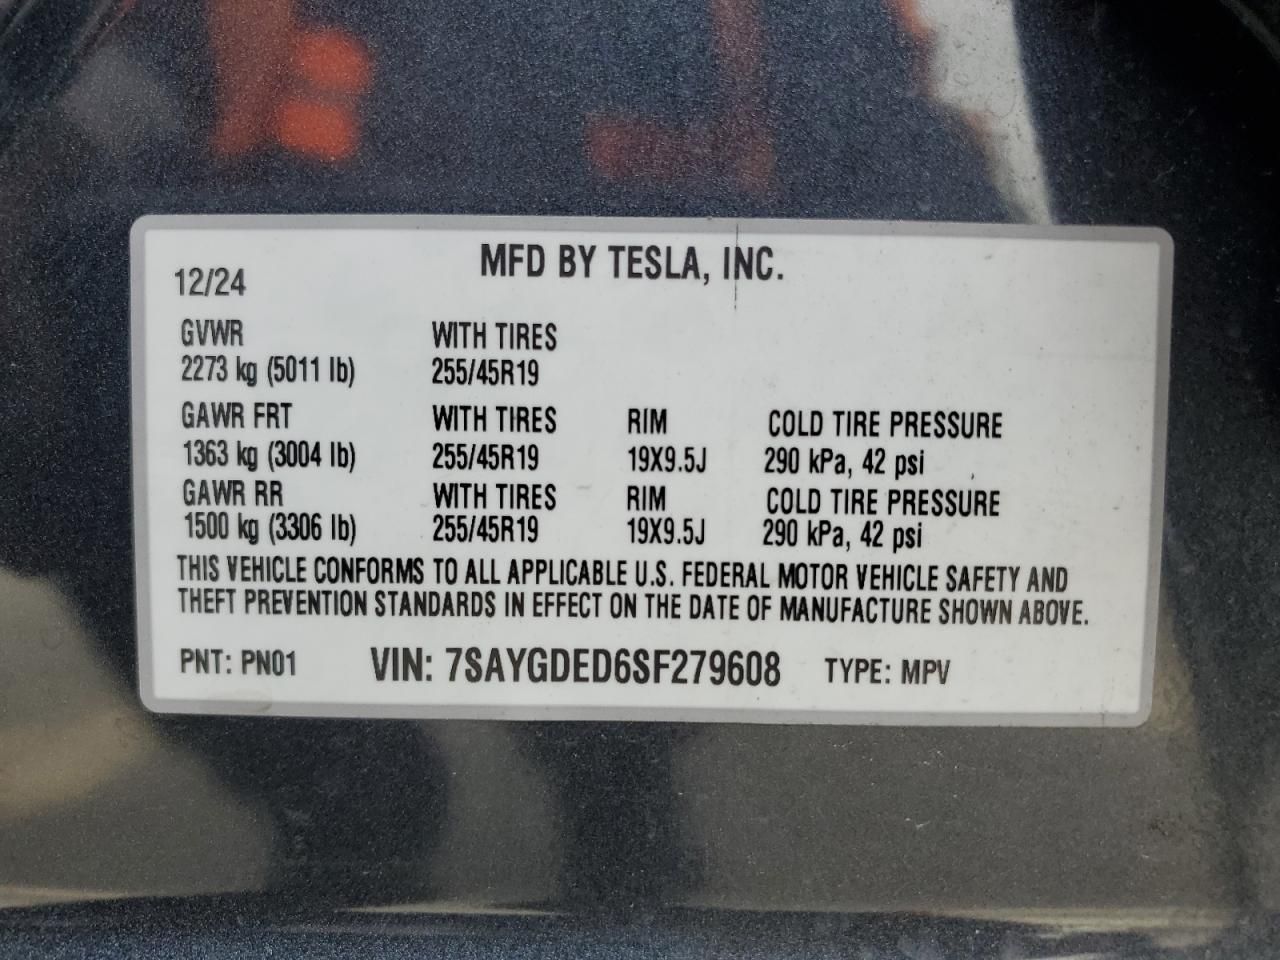 MFD BY TESLA, INC.
12/24
GVWR WITH TIRES
2273 kg (5011 lb) 255/45R19
GAWR FRT WITH TIRES RIM COLD TIRE PRESSURE
1363 kg (3004 lb) 255/45R19 19X9.5J 290 kPa, 42 psi
GAWR RR WITH TIRES RIM COLD TIRE PRESSURE
1500 kg (3306 lb) 255/45R19 19X9.5J 290 kPa, 42 psi
THIS VEHICLE CONFORMS TO ALL APPLICABLE U.S. FEDERAL MOTOR VEHICLE SAFETY AND
THEFT PREVENTION STANDARDS IN EFFECT ON THE DATE OF MANUFACTURE SHOWN ABOVE.
PNT: PN01 VIN: 7SAYGDED6SF279608 TYPE: MPV